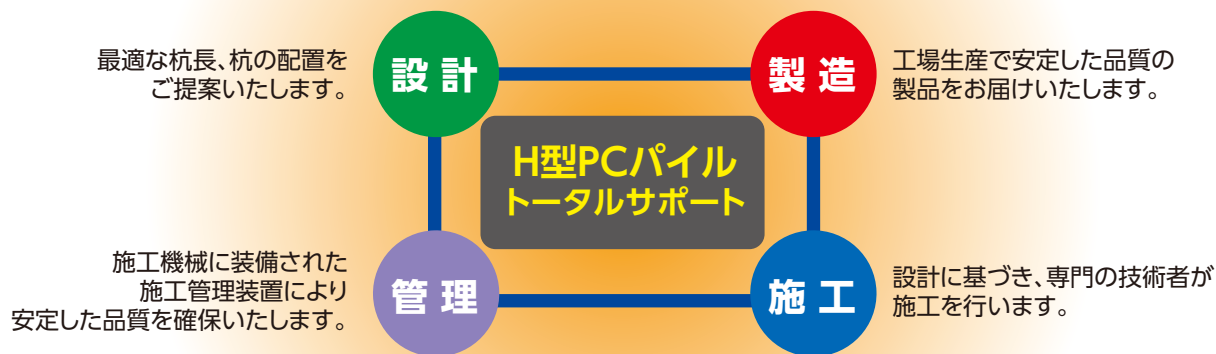 最適な杭長、杭の配置を
ご提案いたします。
設計
製造
工場生産で安定した品質の
製品をお届けいたします。
H型PCパイル
トータルサポート
施工機械に装備された
施工管理装置により
安定した品質を確保いたします。
管理
施工
設計に基づき、専門の技術者が
施工を行います。